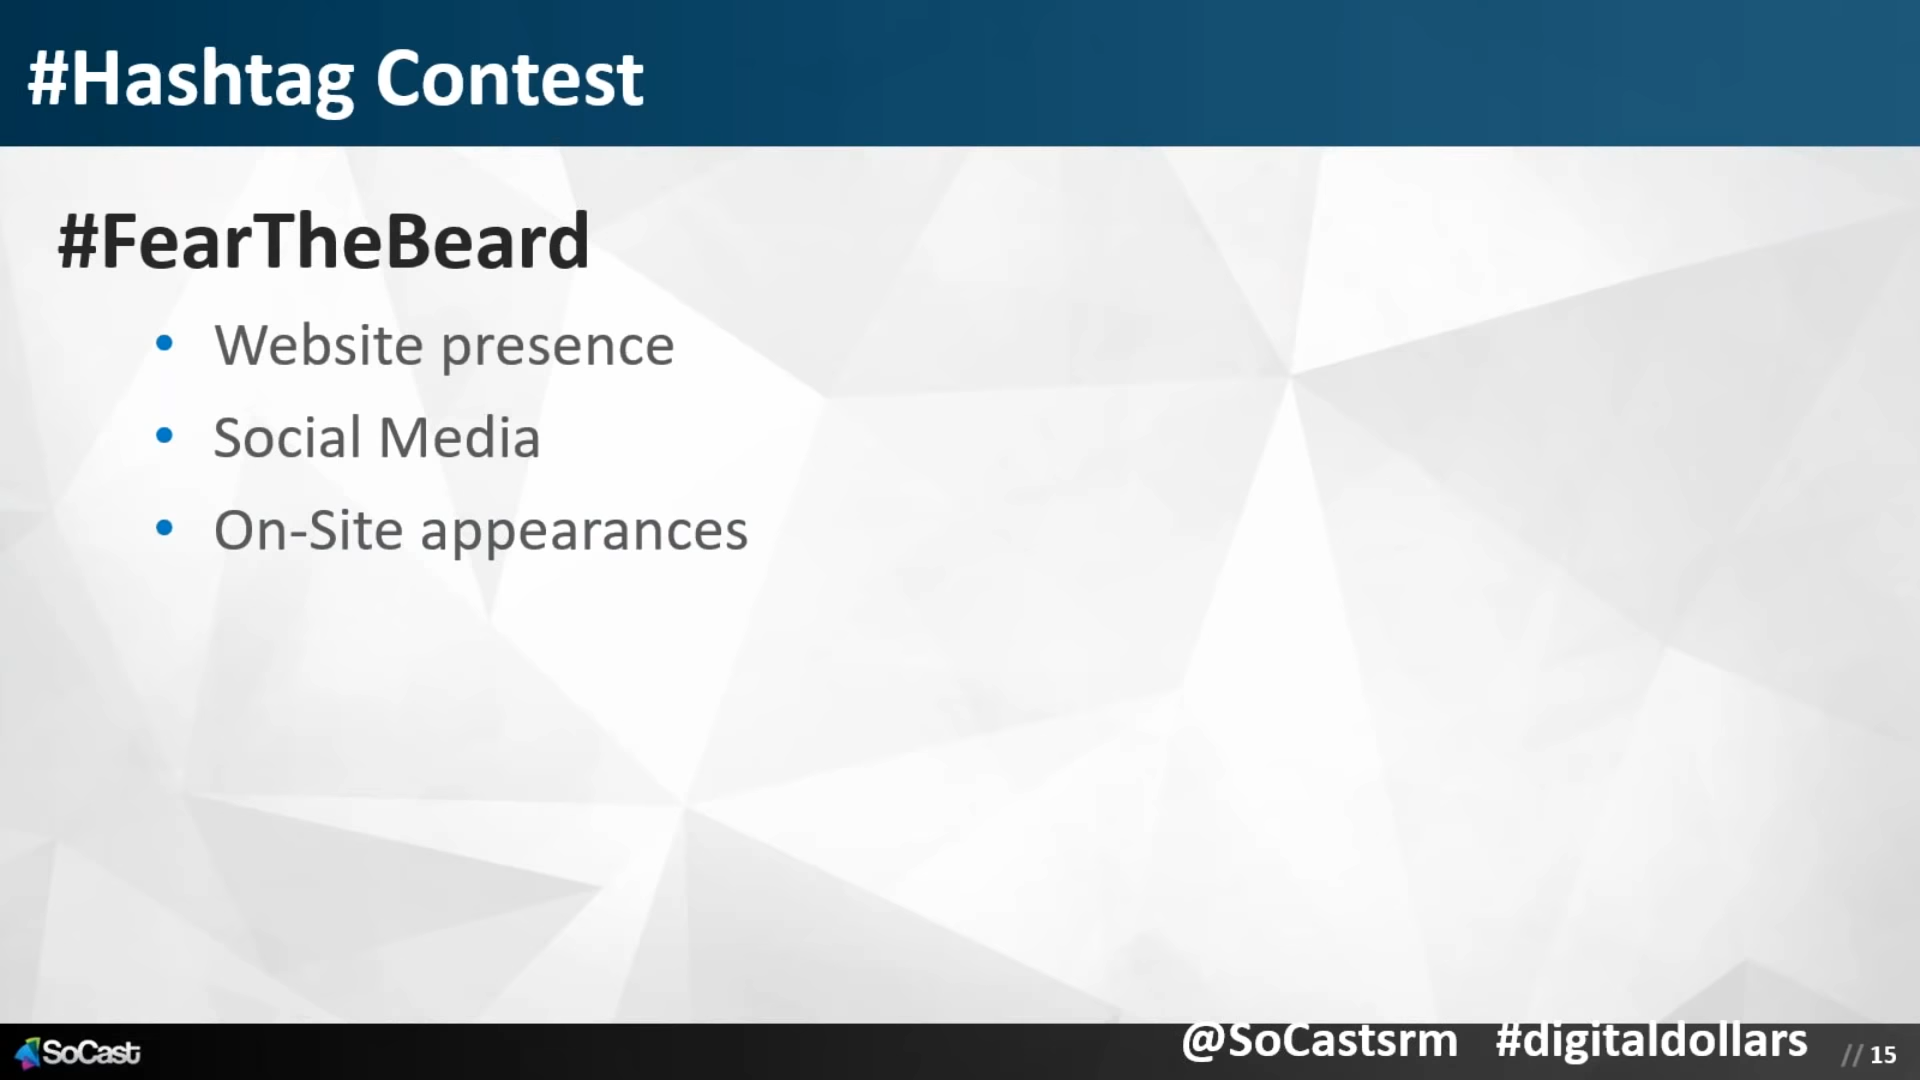 #Hashtag Contest
#FearTheBeard
• Website presence
• Social Media
• On-Site appearances
SoCast
@SoCastsrm #digitaldollars // 15